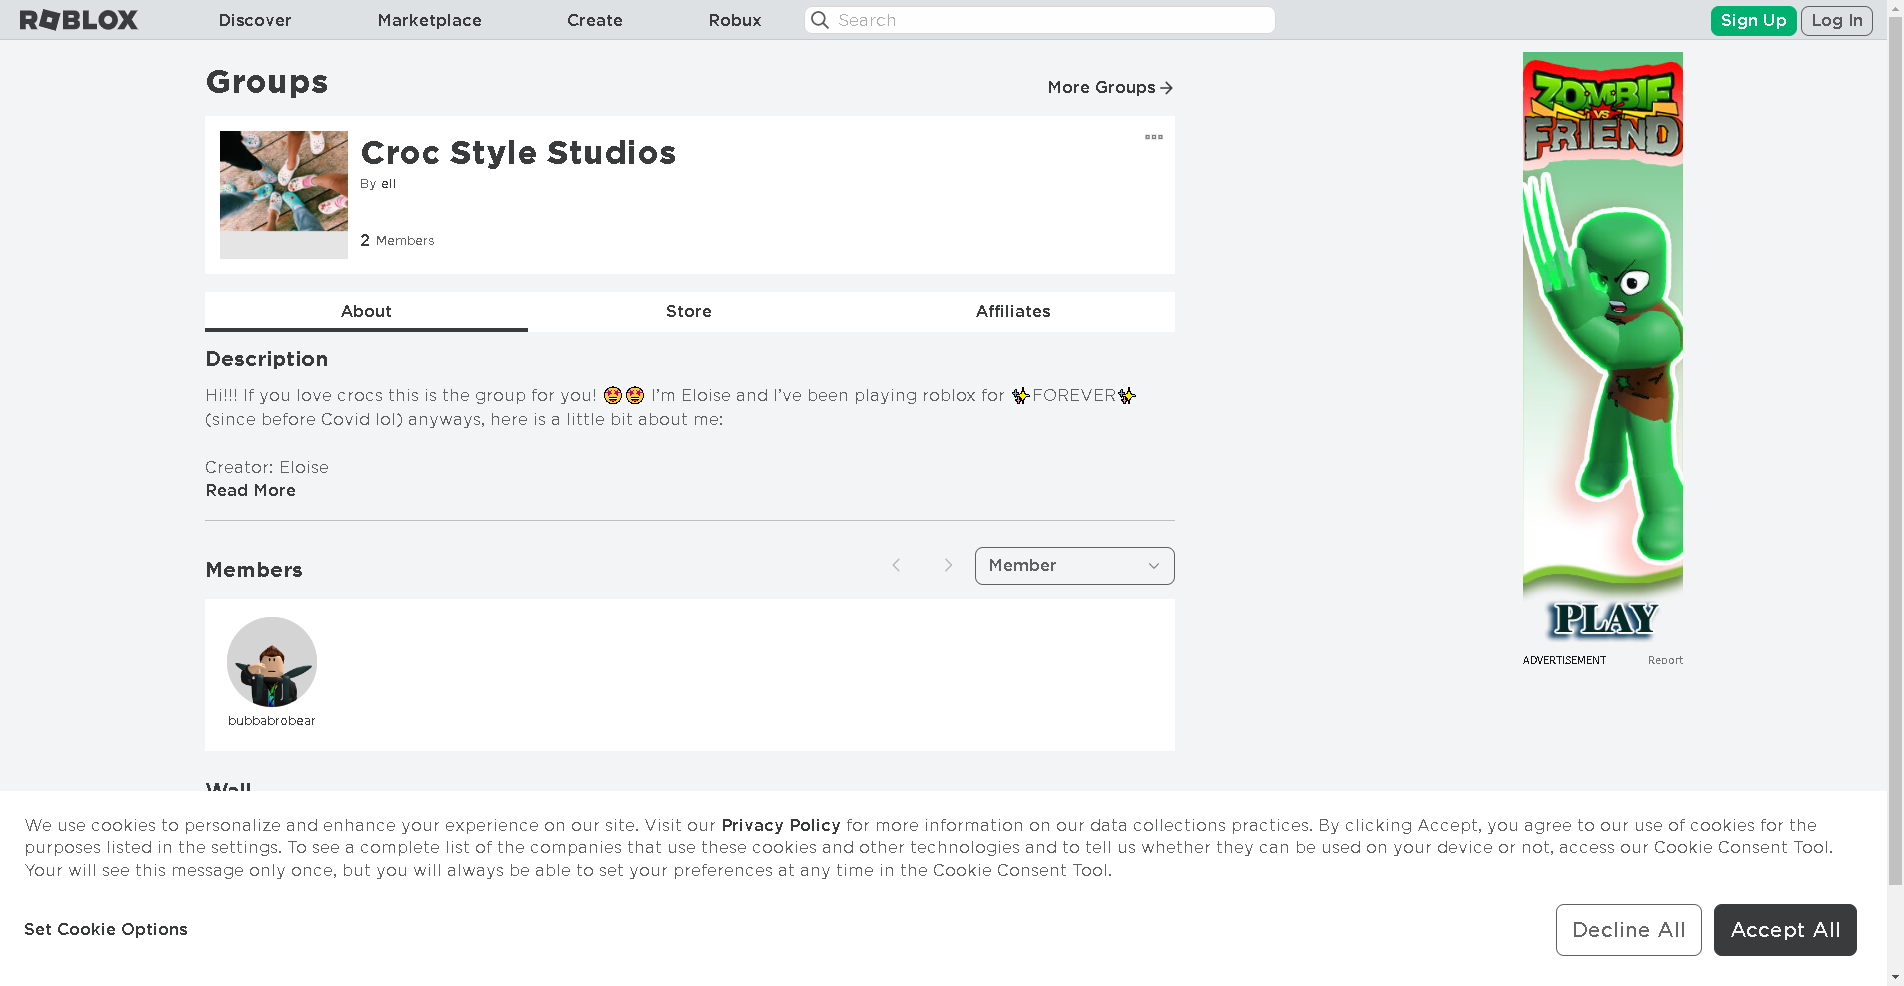 ROBLOX Discover Marketplace Create Robux Search Sign Up Log In
Groups
More Groups
Croc Style Studios
By ell
2 Members
About Store Affiliates
Description
Hi!!! If you love crocs this is the group for you! 🤩🤩 I’m Eloise and I’ve been playing roblox for ✨FOREVER✨
(since before Covid lol) anyways, here is a little bit about me:
Creator: Eloise
Read More
Members
Member
bubbabrobear
Wall
ZOMBIE
VS
FRIEND
PLAY
ADVERTISEMENT Report
We use cookies to personalize and enhance your experience on our site. Visit our Privacy Policy for more information on our data collections practices. By clicking Accept, you agree to our use of cookies for the
purposes listed in the settings. To see a complete list of the companies that use these cookies and other technologies and to tell us whether they can be used on your device or not, access our Cookie Consent Tool.
Your will see this message only once, but you will always be able to set your preferences at any time in the Cookie Consent Tool.
Set Cookie Options
Decline All
Accept All